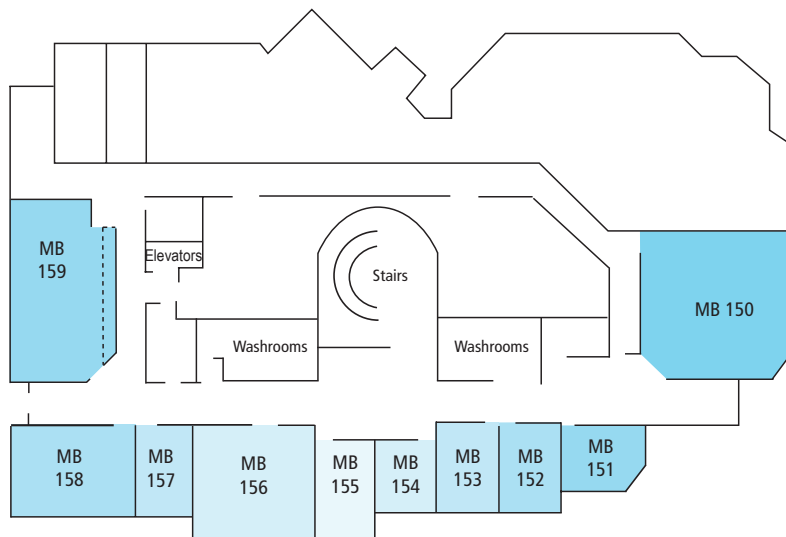 MB
159
Elevators
Stairs
MB 150
Washrooms
Washrooms
MB
158
MB
157
MB
156
MB
155
MB
154
MB
153
MB
152
MB
151